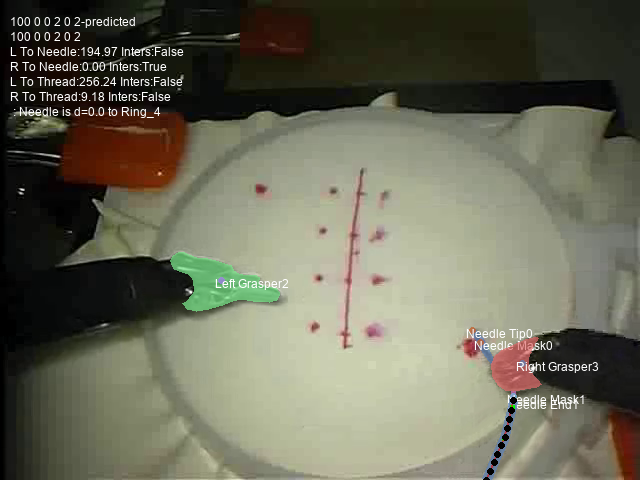 100 0 0 2 0 2-predicted
100 0 0 2 0 2
L To Needle:194.97 Inters:False
R To Needle:0.00 Inters:True
L To Thread:256.24 Inters:False
R To Thread:9.18 Inters:False
: Needle is d=0.0 to Ring_4
Left Grasper2
Needle Tip0
Needle Mask0
Right Grasper3
Needle Mask1
Needle End1